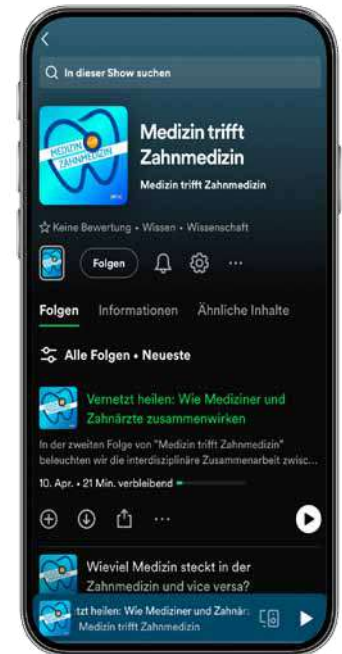 In dieser Show suchen
MEDIZIN
ZAHNMEDIZIN
Medizin trifft
Zahnmedizin
Medizin trifft Zahnmedizin
Keine Bewertung • Wissen • Wissenschaft
Folgen
Folgen Informationen Ähnliche Inhalte
Alle Folgen • Neueste
Vernetzt heilen: Wie Mediziner und
Zahnärzte zusammenwirken
In der zweiten Folge von "Medizin trifft Zahnmedizin"
beleuchten wir die interdisziplinäre Zusammenarbeit zwisc...
10. Apr. • 21 Min. verbleibend
Wieviel Medizin steckt in der
Zahnmedizin und vice versa?
tzt heilen: Wie Mediziner und Zahnär
Medizin trifft Zahnmedizin